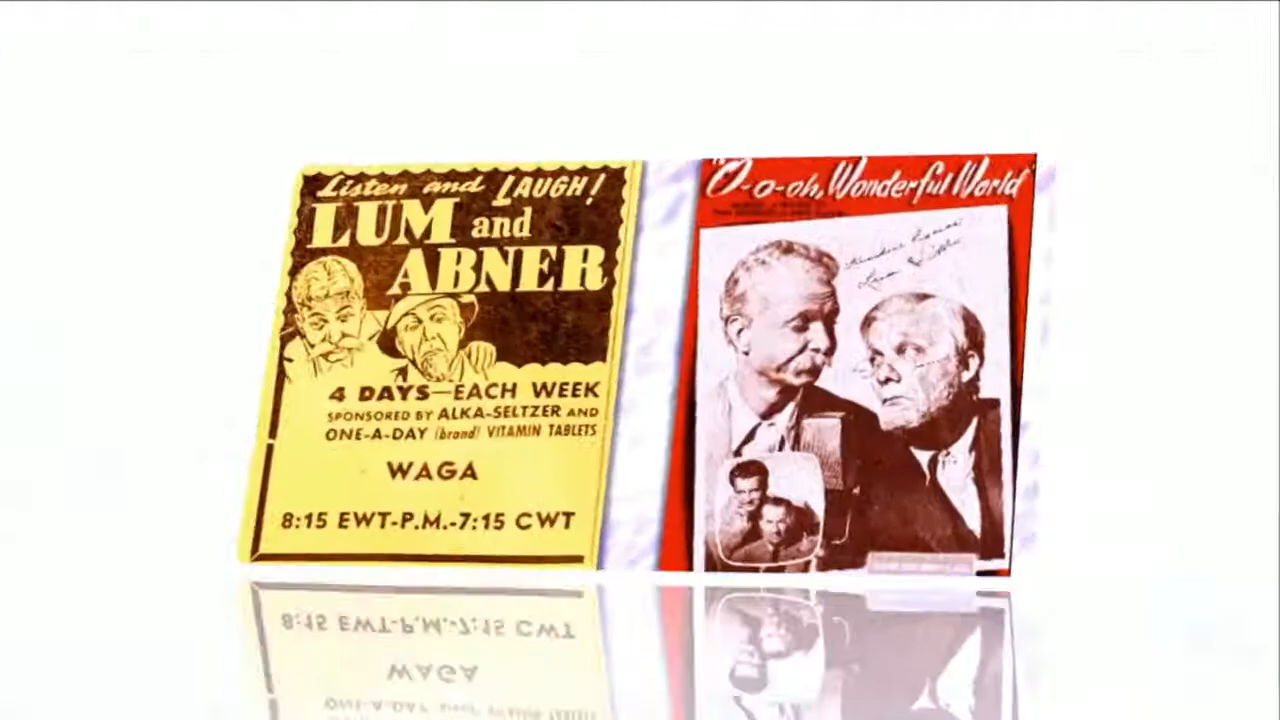 Listen and LAUGH!
LUM and
ABNER
4 DAYS—EACH WEEK
SPONSORED BY ALKA-SELTZER AND
ONE-A-DAY (brand) VITAMIN TABLETS
WAGA
8:15 EWT-P.M.-7:15 CWT
"O-o-oh, Wonderful World